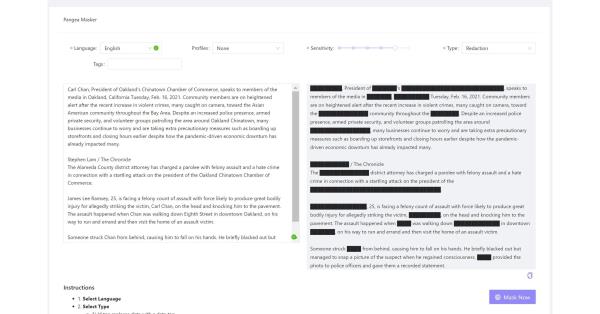 Pangea Masker
Language: English
Profiles: None
Sensitivity:
Type: Redaction
Tags:
Carl Chan, President of Oakland's Chinatown Chamber of Commerce, speaks to members of the
media in Oakland, California Tuesday, Feb. 16, 2021. Community members are on heightened
alert after the recent increase in violent crimes, many caught on camera, toward the Asian
American community throughout the Bay Area. Despite an increased police presence, armed
private security, and volunteer groups patrolling the area around Oakland Chinatown, many
businesses continue to worry and are taking extra precautionary measures such as boarding up
storefronts and closing hours earlier despite how the pandemic-driven economic downturn has
already impacted many.
Stephen Lam / The Chronicle
The Alameda County district attorney has charged a parolee with felony assault and a hate crime
in connection with a startling attack on the president of the Oakland Chinatown Chamber of
Commerce.
James Lee Ramsey, 25, is facing a felony count of assault with force likely to produce great bodily
injury for allegedly striking the victim, Carl Chan, on the head and knocking him to the pavement.
The assault happened when Chan was walking down Eighth Street in downtown Oakland, on his
way to run and emend and then visit the home of an assault victim.
Someone struck Chan from behind, causing him to fall on his hands. He briefly blacked out but
, President of 's , speaks to
members of the media in , Tuesday, Feb. 16, 2021. Community members
are on heightened alert after the recent increase in violent crimes, many caught on camera, toward
the community throughout the . Despite an increased police
presence, armed private security, and volunteer groups patrolling the area around
, many businesses continue to worry and are taking extra precautionary
measures such as boarding up storefronts and closing hours earlier despite how the pandemic-
driven economic downturn has already impacted many.
/ The Chronicle
The district attorney has charged a parolee with felony assault and a hate
crime in connection with a startling attack on the president of the
, 25, is facing a felony count of assault with force likely to produce great
bodily injury for allegedly striking the victim, , on the head and knocking him to the
pavement. The assault happened when was walking down in downtown
, on his way to run and emend and then visit the home of an assault victim.
Someone struck from behind, causing him to fall on his hands. He briefly blacked out but
managed to snap a picture of the suspect when he regained consciousness. provided the
photo to police officers and gave them a recorded statement.
Mask Now
Instructions
1. Select Language
2. Select Type